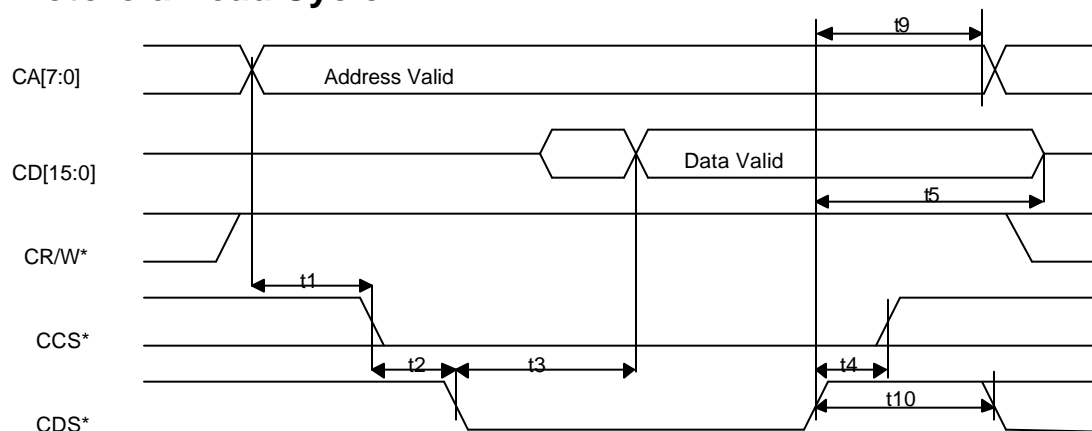 t9
CA[7:0]
Address Valid
Data Valid
CD[15:0]
t5
CR/W*
t1
CCS*
t2
t3
t4
t10
CDS*